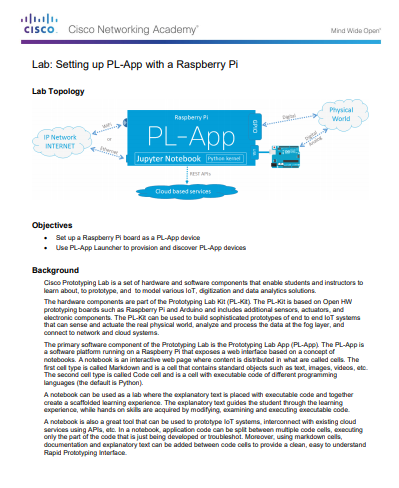 CISCO
Cisco Networking Academy®
Mind Wide Open®
Lab: Setting up PL-App with a Raspberry Pi
Lab Topology
Raspberry Pi
PL-App
Jupyter Notebook
Python kernel
GPIO
IP Network
INTERNET
WiFi
or
Ethernet
Digital
Digital
Analog
Physical
World
REST APIs
Cloud based services
Objectives
• Set up a Raspberry Pi board as a PL-App device
• Use PL-App Launcher to provision and discover PL-App devices
Background
Cisco Prototyping Lab is a set of hardware and software components that enable students and instructors to
learn about, to prototype, and to model various IoT, digitization and data analytics solutions.
The hardware components are part of the Prototyping Lab Kit (PL-Kit). The PL-Kit is based on Open HW
prototyping boards such as Raspberry Pi and Arduino and includes additional sensors, actuators, and
electronic components. The PL-Kit can be used to build sophisticated prototypes of end to end IoT systems
that can sense and actuate the real physical world, analyze and process the data at the fog layer, and
connect to network and cloud systems.
The primary software component of the Prototyping Lab is the Prototyping Lab App (PL-App). The PL-App is
a software platform running on a Raspberry Pi that exposes a web interface based on a concept of
notebooks. A notebook is an interactive web page where content is distributed in what are called cells. The
first cell type is called Markdown and is a cell that contains standard objects such as text, images, videos, etc.
The second cell type is called Code cell and is a cell with executable code of different programming
languages (the default is Python).
A notebook can be used as a lab where the explanatory text is placed with executable code and together
create a scaffolded learning experience. The explanatory text guides the student through the learning
experience, while hands on skills are acquired by modifying, examining and executing executable code.
A notebook is also a great tool that can be used to prototype IoT systems, interconnect with existing cloud
services using APIs, etc. In a notebook, application code can be split between multiple code cells, executing
only the part of the code that is just being developed or troubleshot. Moreover, using markdown cells,
documentation and explanatory text can be added between code cells to provide a clean, easy to understand
Rapid Prototyping Interface.